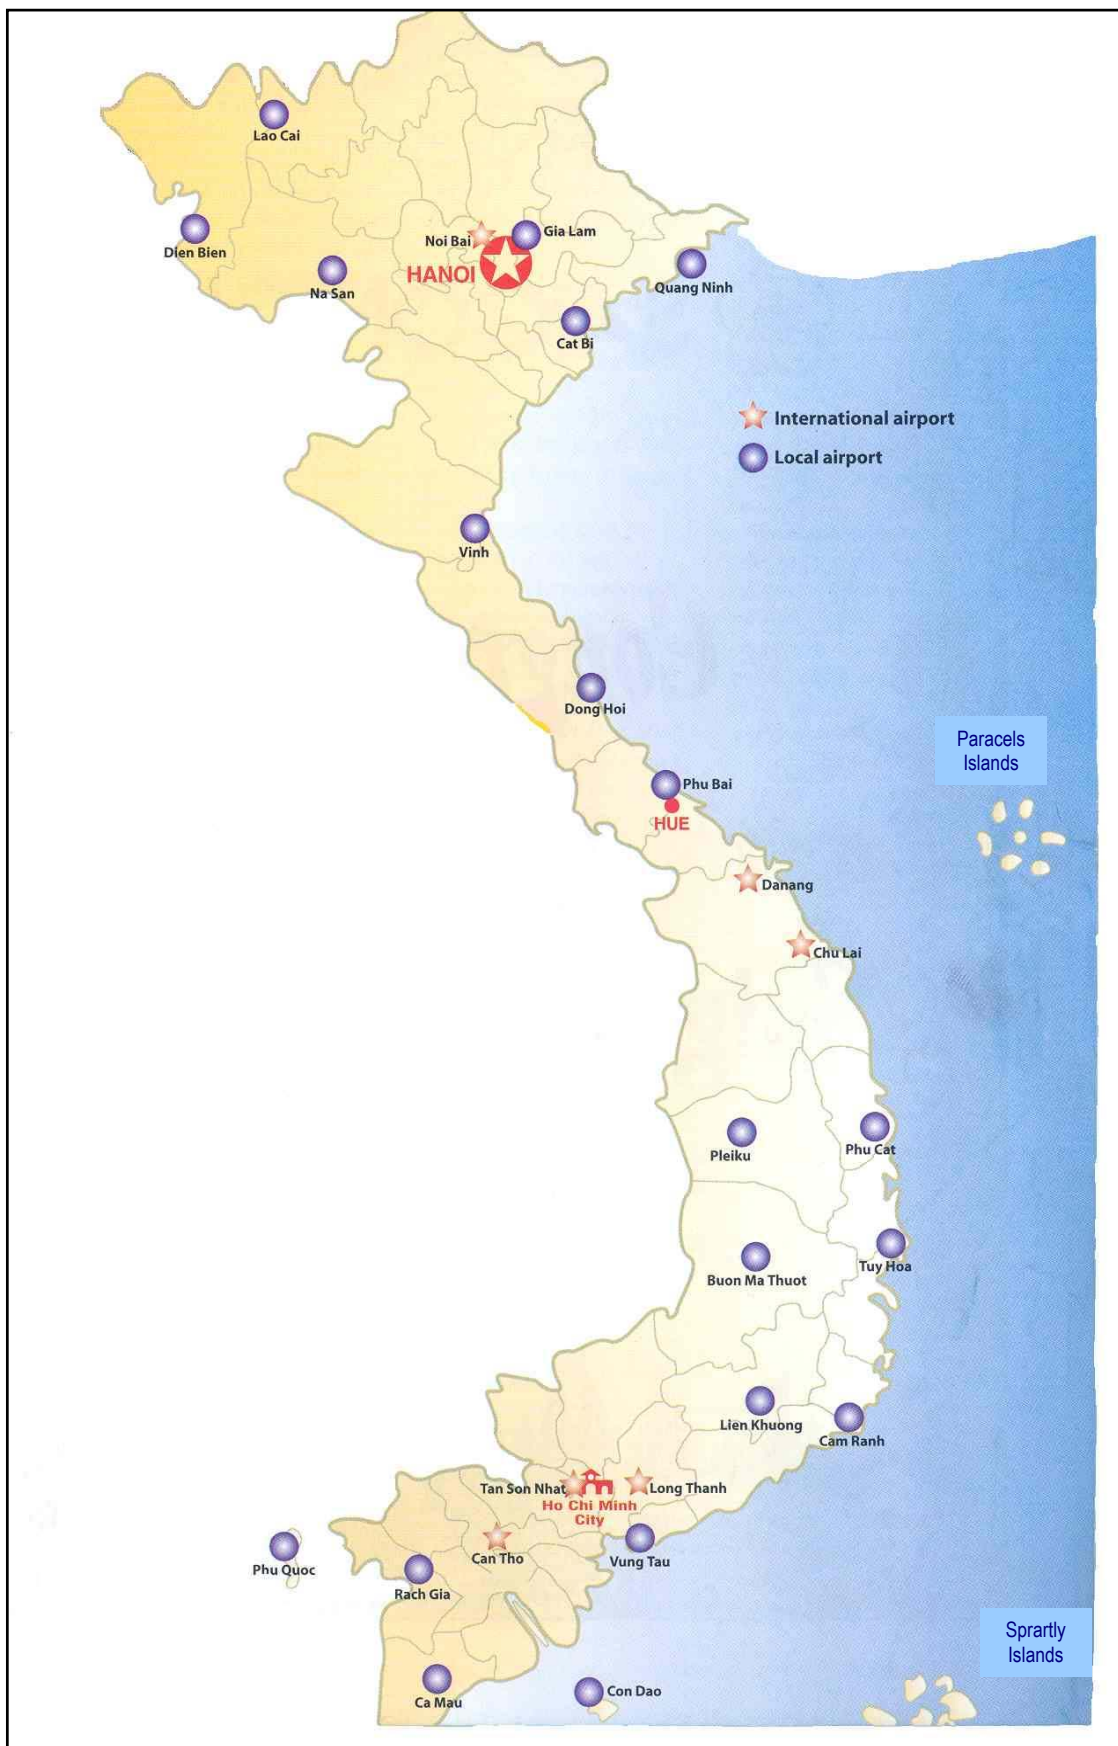 Lao Cai
Dien Bien
Na San
Noi Bai
Gia Lam
HANOI
Quang Ninh
Cat Bi
International airport
Local airport
Vinh
Dong Hoi
Paracels
Islands
Phu Bai
HUE
Danang
Chu Lai
Pleiku
Phu Cat
Buon Ma Thuot
Tuy Hoa
Lien Khuong
Cam Ranh
Tan Son Nhat
Long Thanh
Ho Chi Minh
City
Phu Quoc
Can Tho
Vung Tau
Rach Gia
Sprartly
Islands
Ca Mau
Con Dao